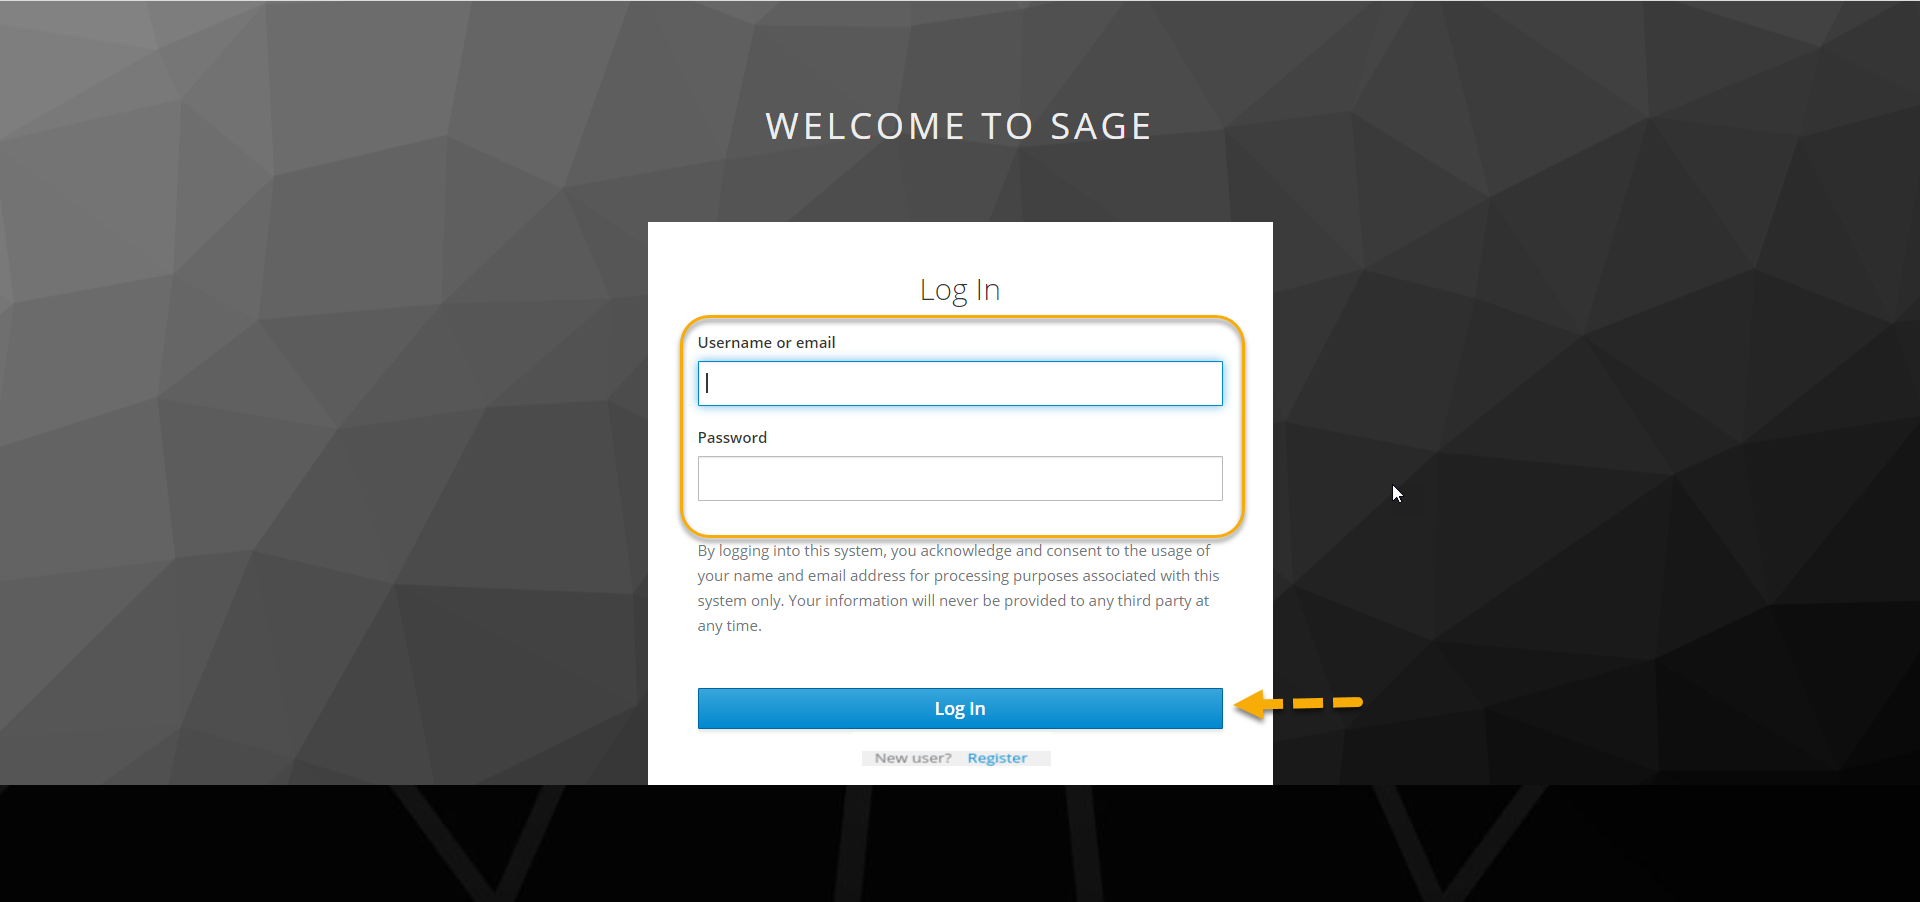 WELCOME TO SAGE
Log In
Username or email
Password
By logging into this system, you acknowledge and consent to the usage of
your name and email address for processing purposes associated with this
system only. Your information will never be provided to any third party at
any time.
Log In
New user? Register